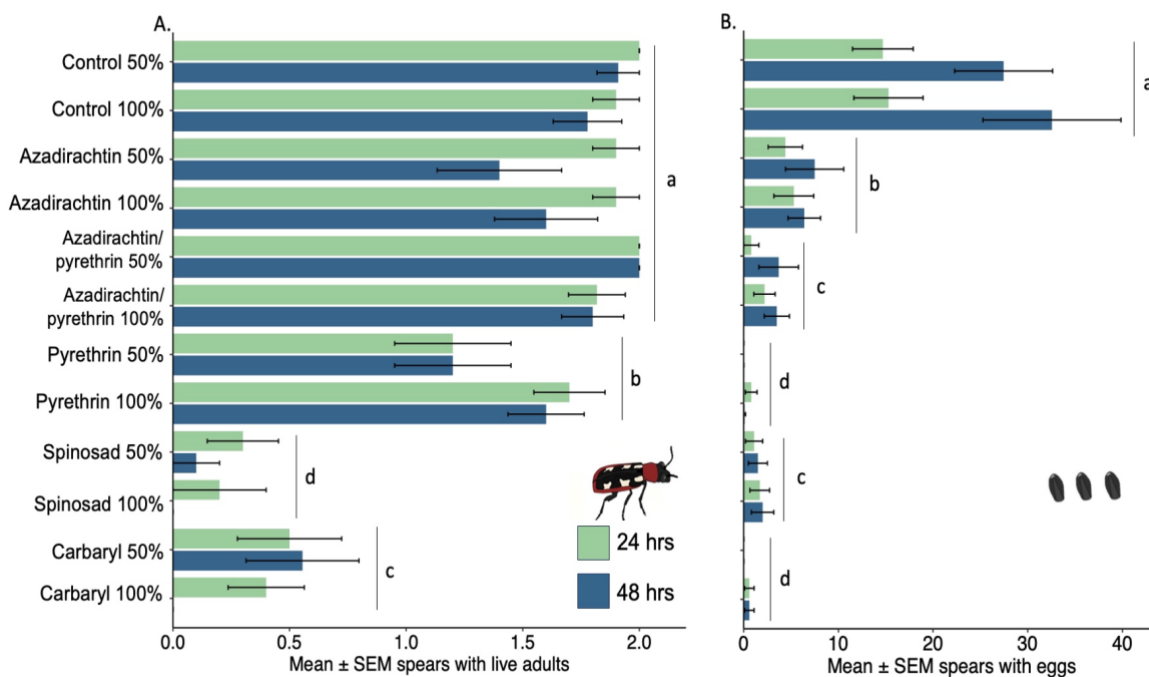 A.
Control 50%
Control 100%
Azadirachtin 50%
Azadirachtin 100%
Azadirachtin/
pyrethrin 50%
Azadirachtin/
pyrethrin 100%
Pyrethrin 50%
Pyrethrin 100%
Spinosad 50%
Spinosad 100%
Carbaryl 50%
Carbaryl 100%
a
b
d
c
24 hrs
48 hrs
0.0 0.5 1.0 1.5 2.0
Mean ± SEM spears with live adults
B.
a
b
c
d
c
d
0 10 20 30 40
Mean ± SEM spears with eggs